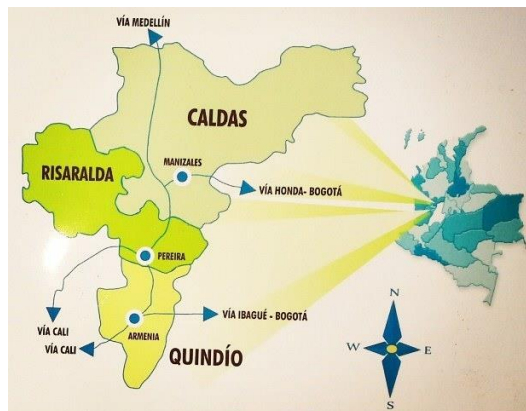 VÍA MEDELLÍN
CALDAS
MANIZALES
RISARALDA
VÍA HONDA- BOGOTÁ
PEREIRA
VÍA CALI
VÍA CALI
ARMENIA
VÍA IBAGUÉ - BOGOTÁ
QUINDÍO
N
W
E
S